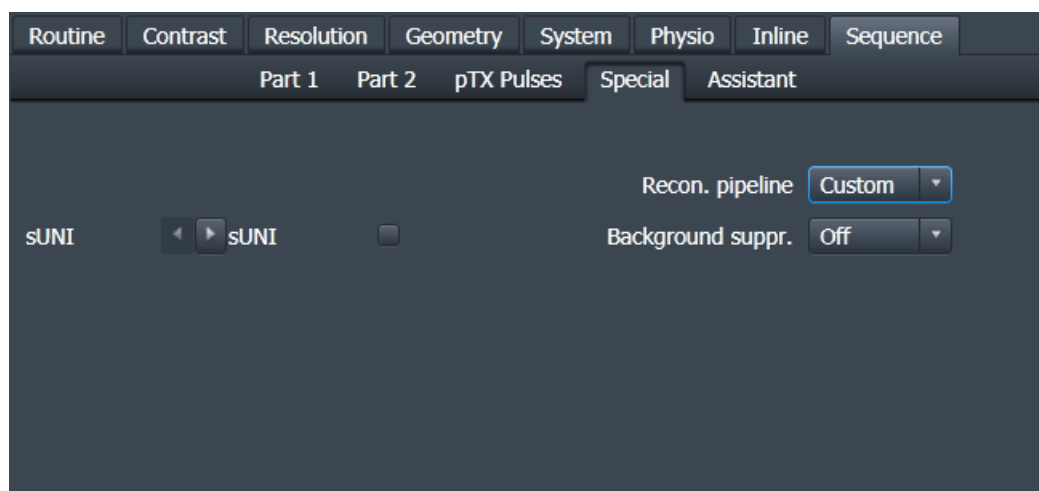 Routine Contrast Resolution Geometry System Physio Inline Sequence
Part 1 Part 2 pTX Pulses Special Assistant
Recon. pipeline Custom
sUNI sUNI Background suppr. Off